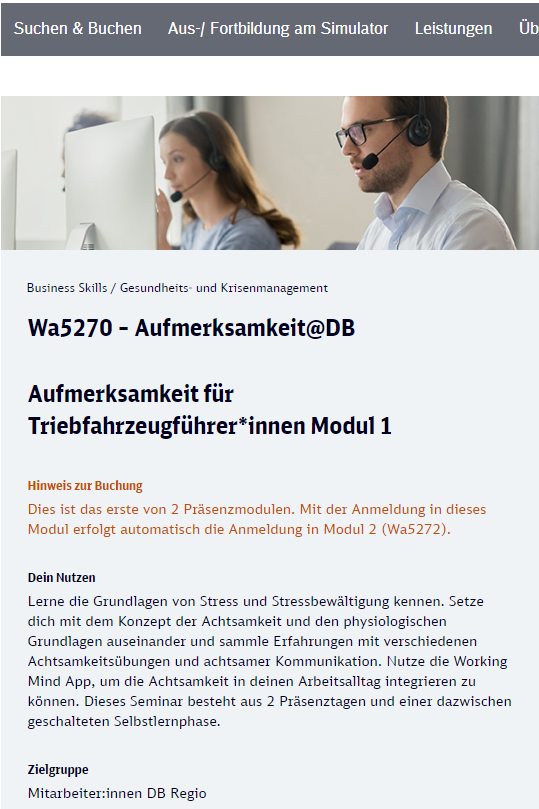 Suchen & Buchen Aus-/ Fortbildung am Simulator Leistungen Üb
Business Skills / Gesundheits- und Krisenmanagement
Wa5270 - Aufmerksamkeit@DB
Aufmerksamkeit für
Triebfahrzeugführer*innen Modul 1
Hinweis zur Buchung
Dies ist das erste von 2 Präsenzmodulen. Mit der Anmeldung in dieses
Modul erfolgt automatisch die Anmeldung in Modul 2 (Wa5272).
Dein Nutzen
Lerne die Grundlagen von Stress und Stressbewältigung kennen. Setze
dich mit dem Konzept der Achtsamkeit und den physiologischen
Grundlagen auseinander und sammle Erfahrungen mit verschiedenen
Achtsamkeitsübungen und achtsamer Kommunikation. Nutze die Working
Mind App, um die Achtsamkeit in deinen Arbeitsalltag integrieren zu
können. Dieses Seminar besteht aus 2 Präsenztagen und einer dazwischen
geschalteten Selbstlernphase.
Zielgruppe
Mitarbeiter:innen DB Regio